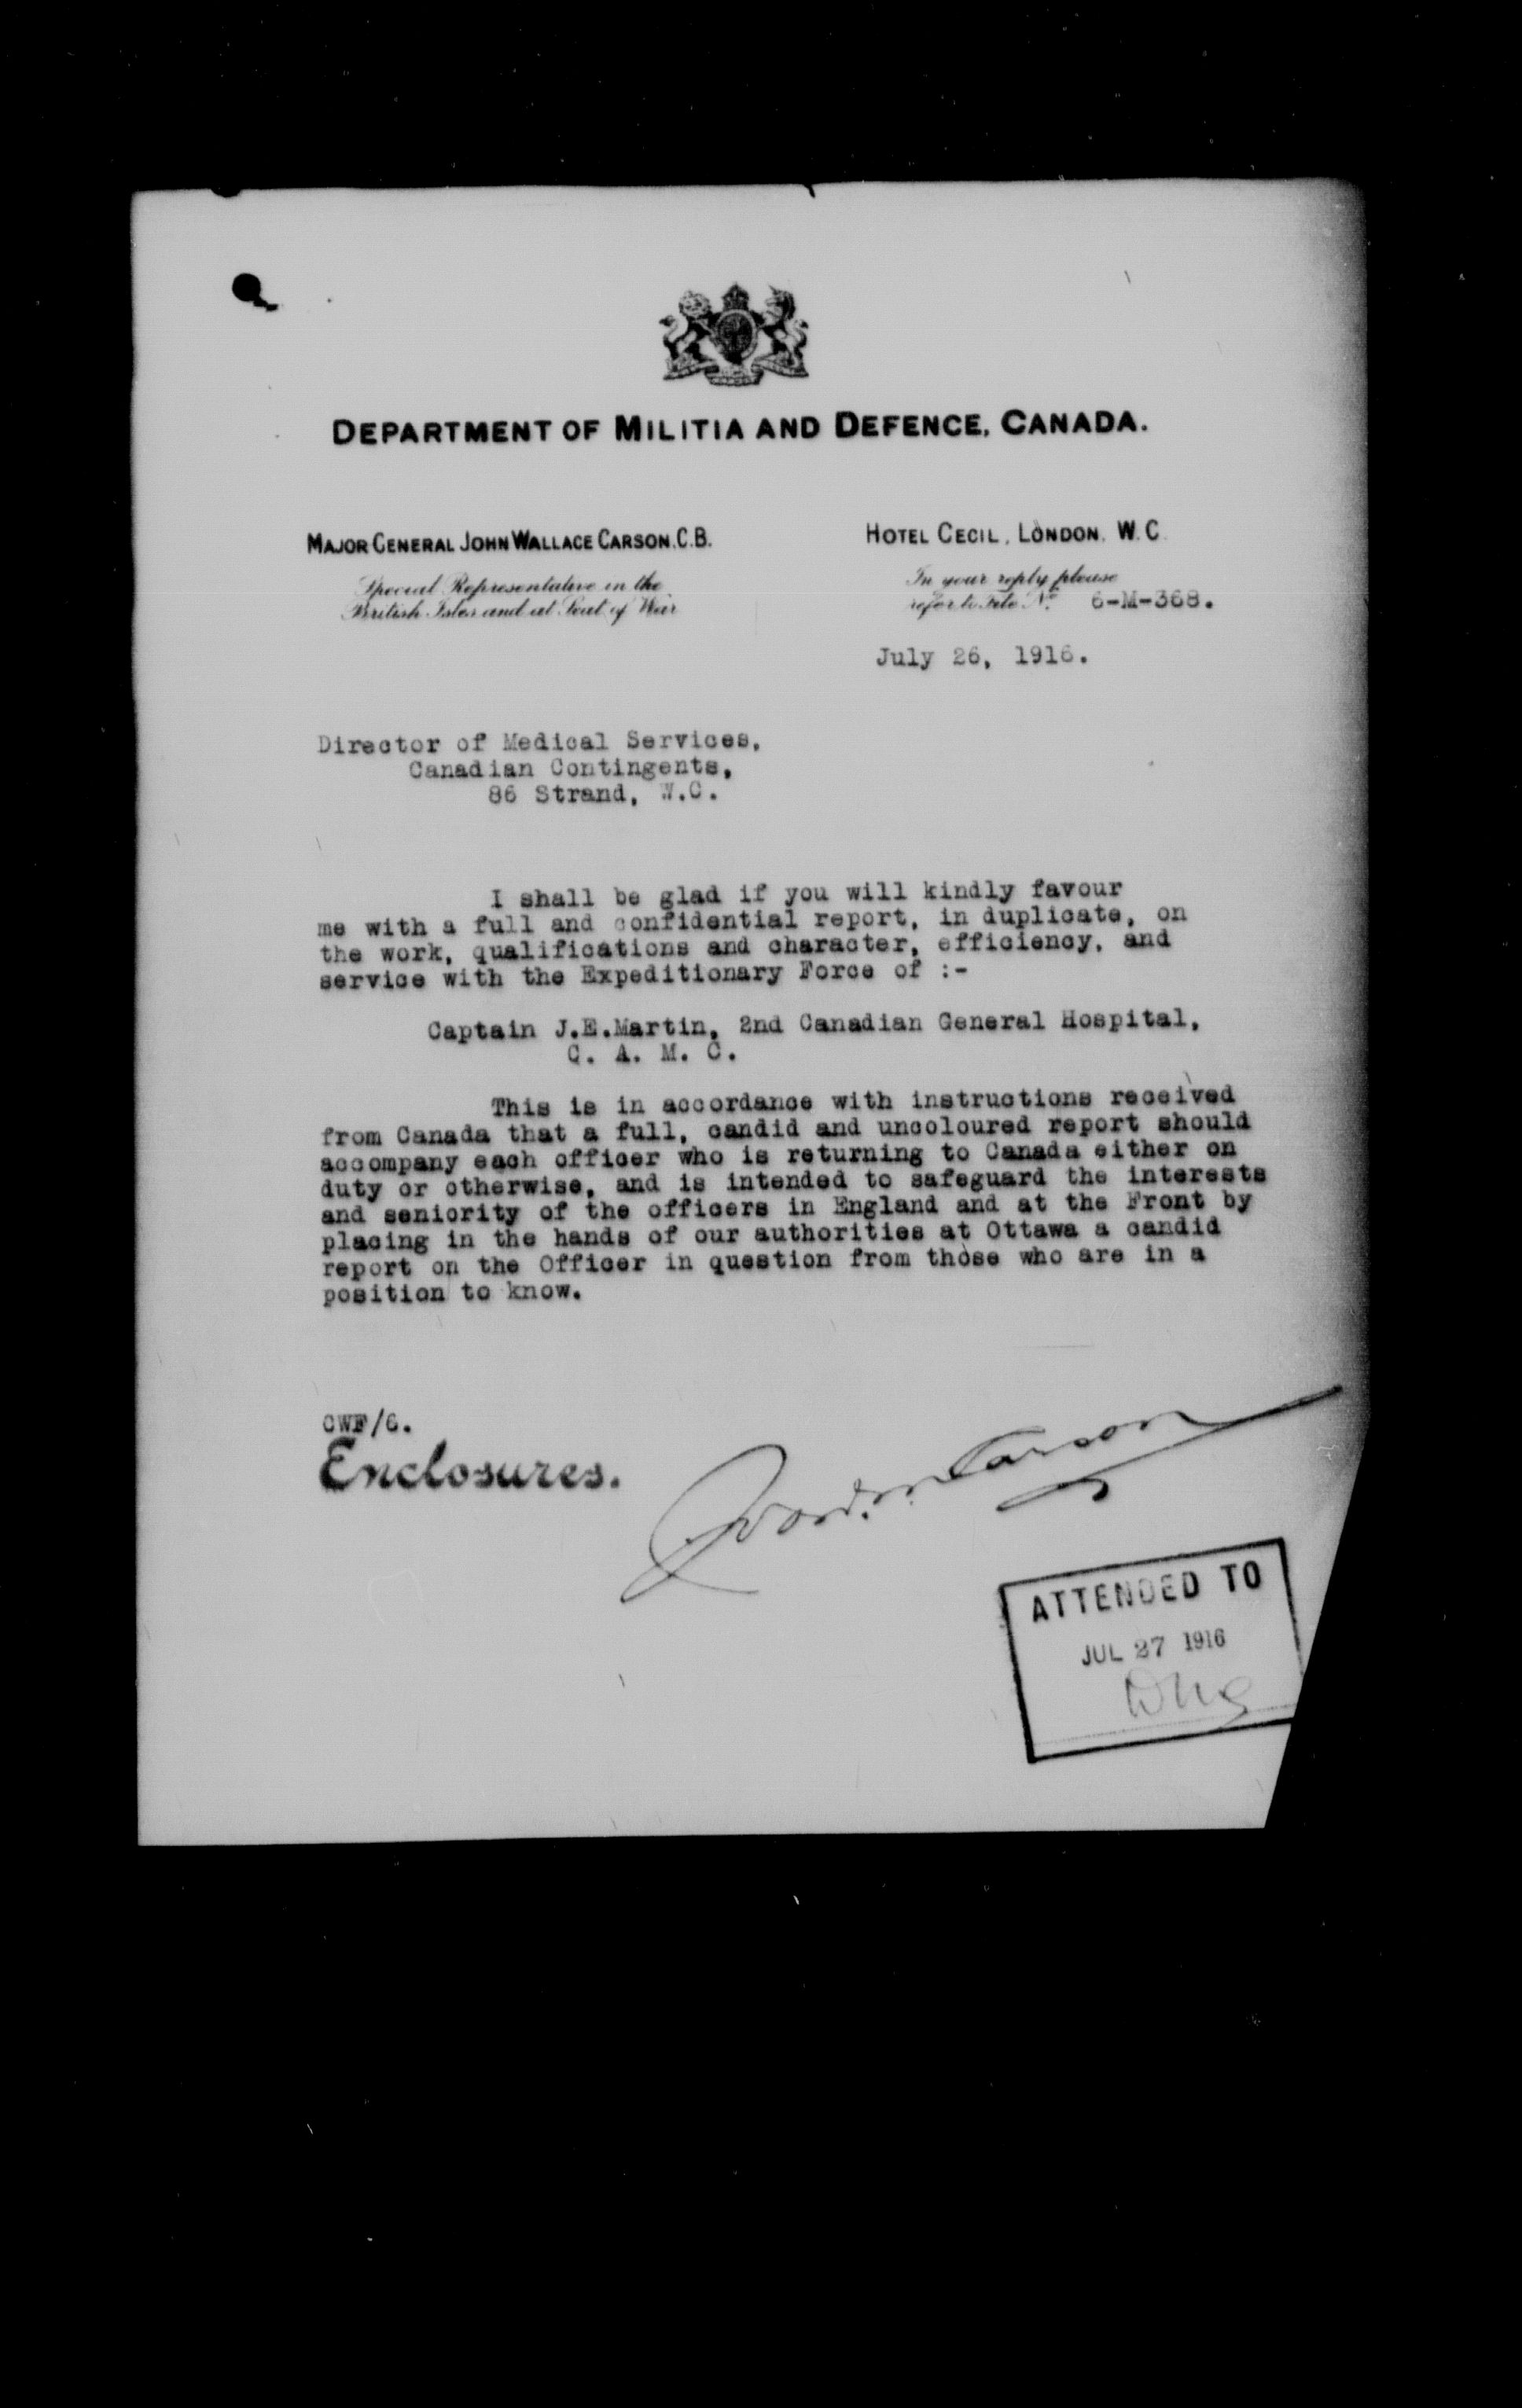 DEPARTMENT OF MILITIA AND DEFENCE, CANADA.
MAJOR GENERAL JOHN WALLACE CARSON, C.B.
HOTEL CECIL, LONDON, W.C.
Special Representative in the
British Isles and at Seat of War
In your reply please
refer to File No. 6-M-368.
July 26, 1916.
Director of Medical Services,
Canadian Contingents,
86 Strand, W.C.
I shall be glad if you will kindly favour
me with a full and confidential report, in duplicate, on
the work, qualifications and character, efficiency, and
service with the Expeditionary Force of :-
Captain J.E.Martin, 2nd Canadian General Hospital,
C. A. M. C.
This is in accordance with instructions received
from Canada that a full, candid and uncoloured report should
accompany each officer who is returning to Canada either on
duty or otherwise, and is intended to safeguard the interests
and seniority of the officers in England and at the Front by
placing in the hands of our authorities at Ottawa a candid
report on the Officer in question from those who are in a
position to know.
CWF/C.
Enclosures.
Carson
ATTENDED TO
JUL 27 1916